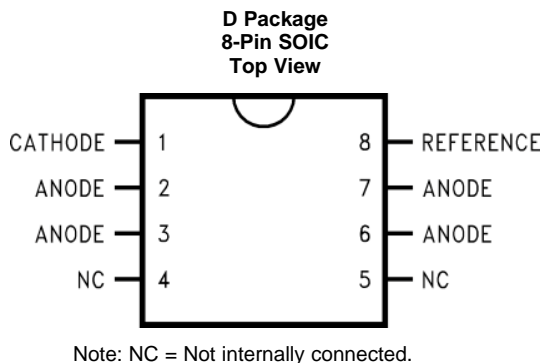 D Package
8-Pin SOIC
Top View
CATHODE 1 8 REFERENCE
ANODE 2 7 ANODE
ANODE 3 6 ANODE
NC 4 5 NC
Note: NC = Not internally connected.